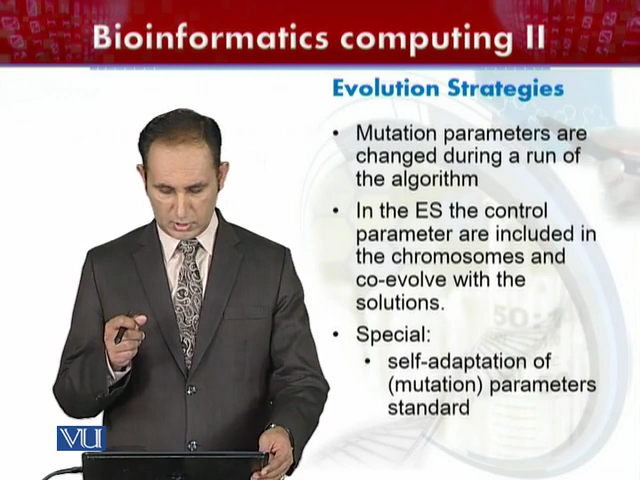 Bioinformatics computing II
Evolution Strategies
• Mutation parameters are
changed during a run of
the algorithm
• In the ES the control
parameter are included in
the chromosomes and
co-evolve with the
solutions.
• Special:
• self-adaptation of
(mutation) parameters
standard
VU
50:1